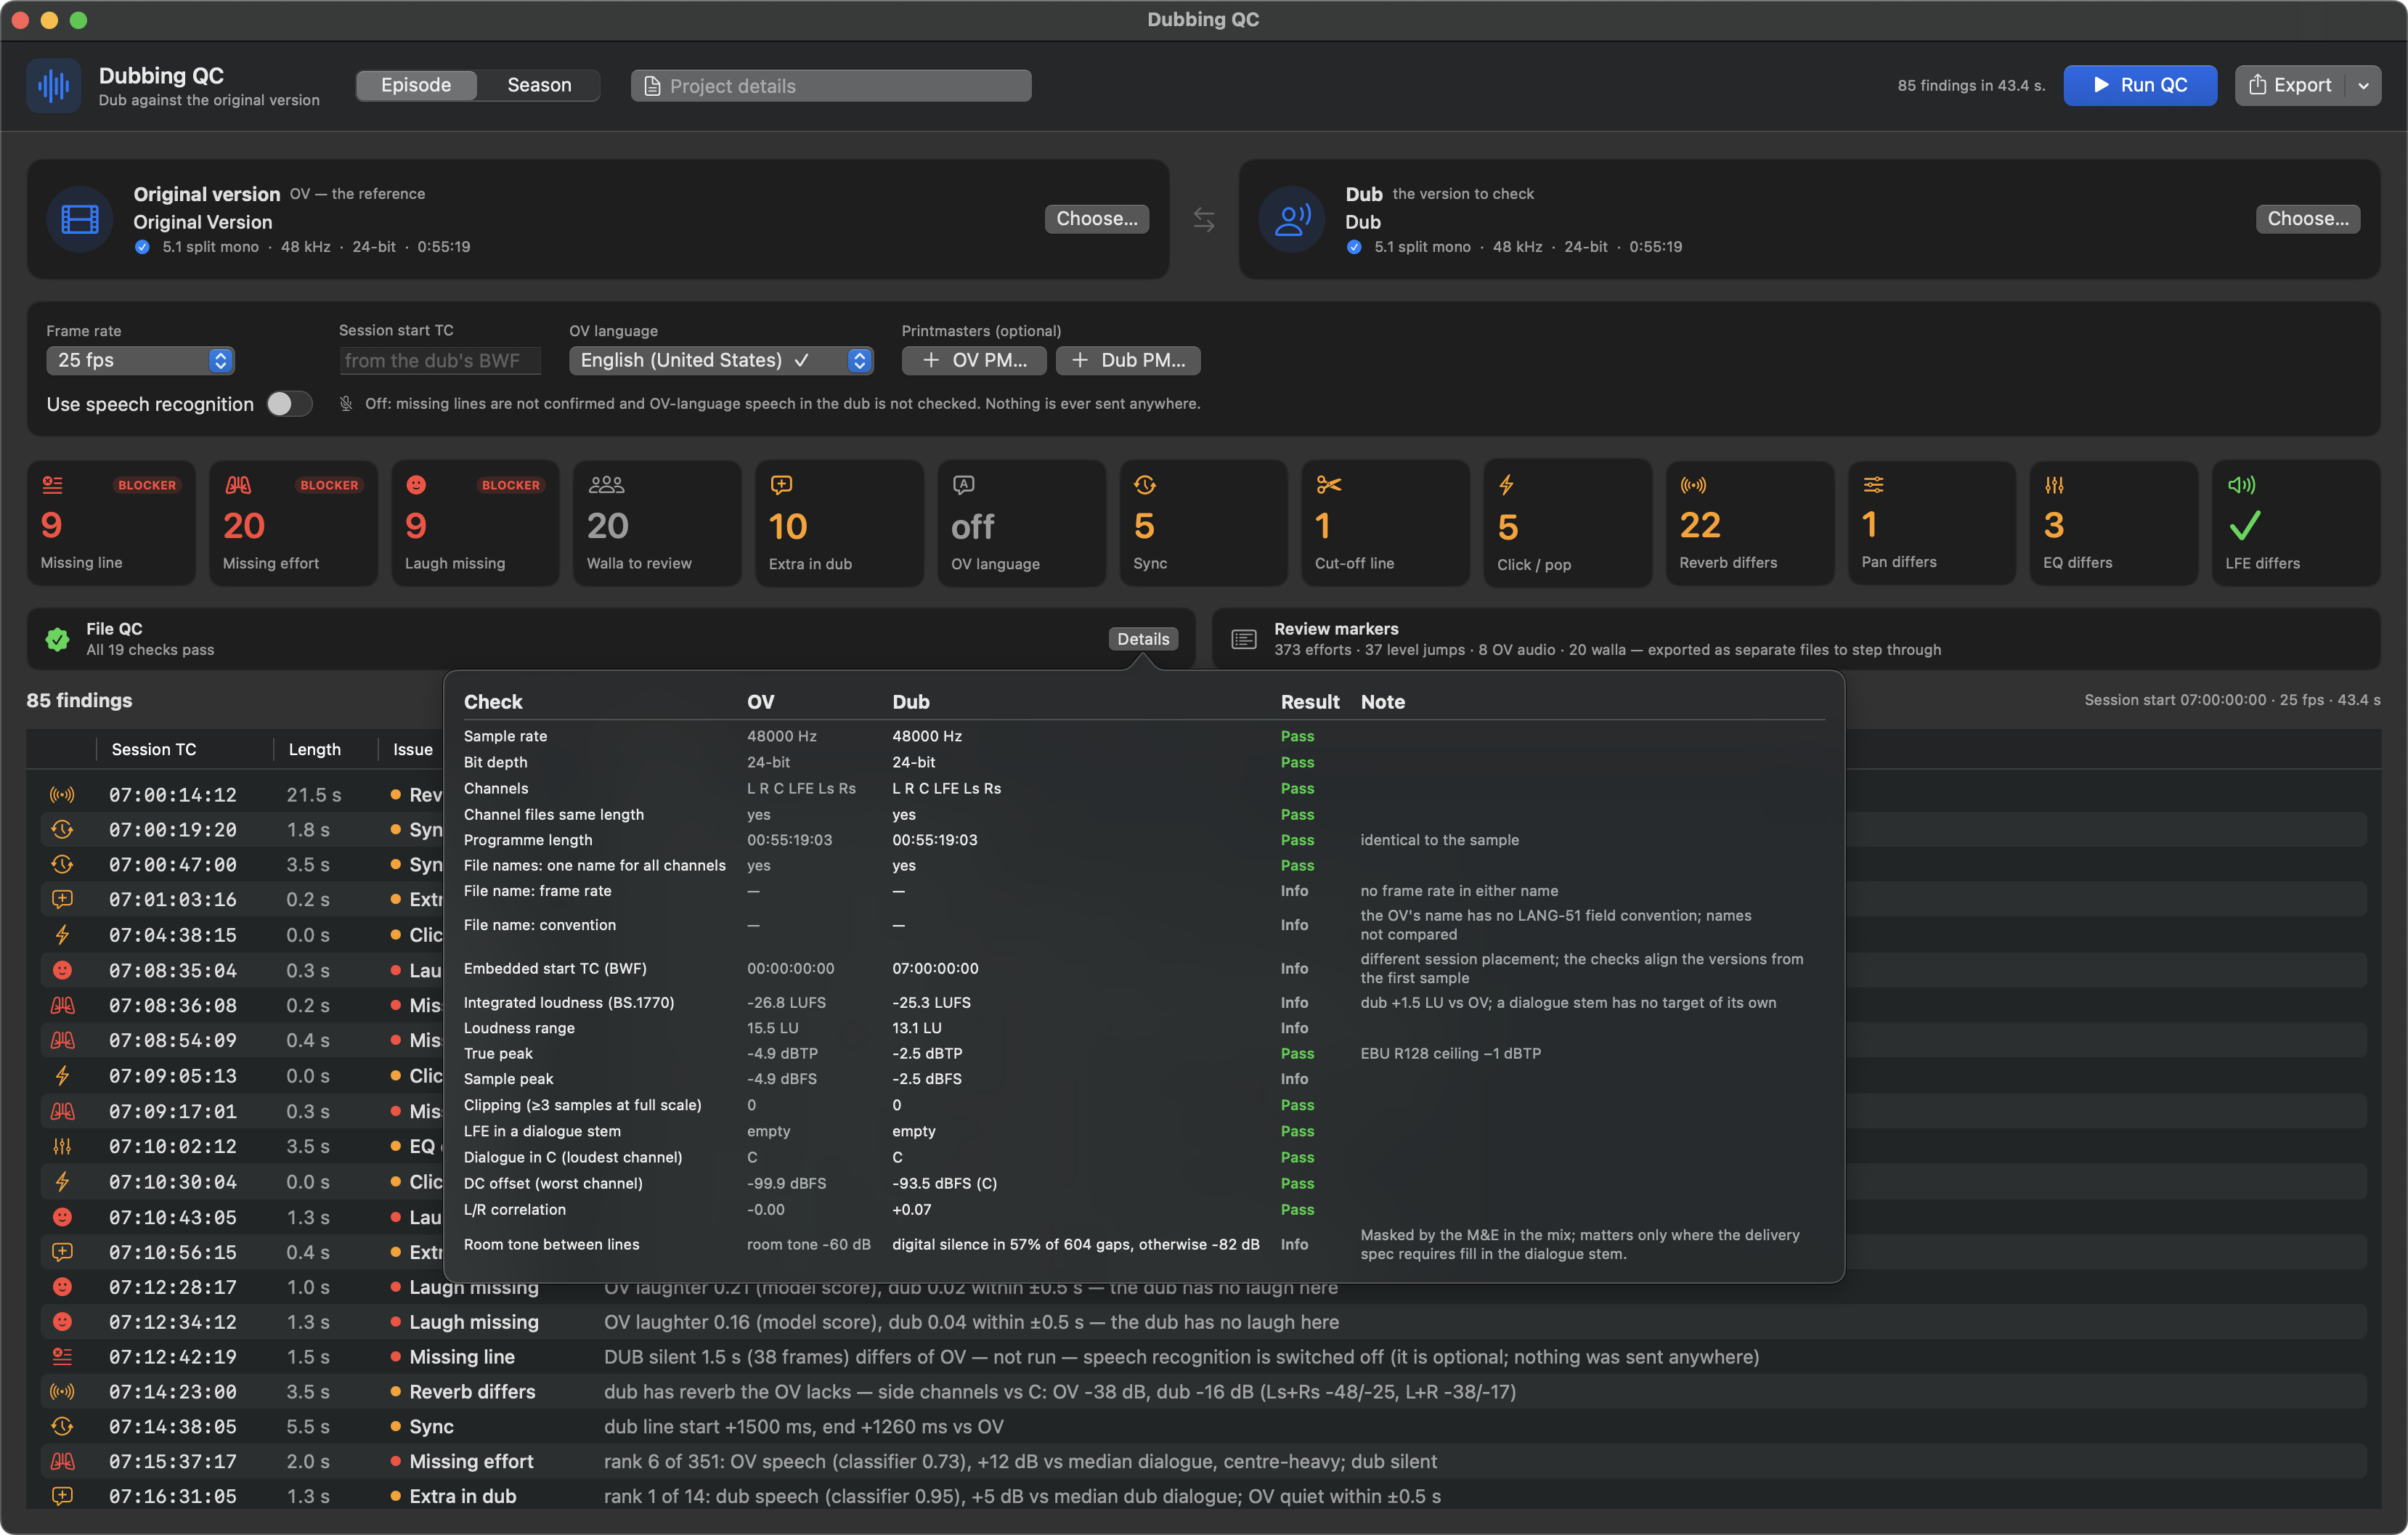 Dubbing QC
Dubbing QC
Dub against the original version
Episode
Season
Project details
85 findings in 43.4 s.
Run QC
Export
Original version OV — the reference
Original Version
5.1 split mono · 48 kHz · 24-bit · 0:55:19
Choose...
Dub the version to check
Dub
5.1 split mono · 48 kHz · 24-bit · 0:55:19
Choose...
Frame rate
25 fps
Session start TC
from the dub's BWF
OV language
English (United States) ✓
Printmasters (optional)
+ OV PM...
+ Dub PM...
Use speech recognition
Off: missing lines are not confirmed and OV-language speech in the dub is not checked. Nothing is ever sent anywhere.
BLOCKER
9
Missing line
BLOCKER
20
Missing effort
BLOCKER
9
Laugh missing
20
Walla to review
10
Extra in dub
A
off
OV language
5
Sync
1
Cut-off line
5
Click / pop
22
Reverb differs
1
Pan differs
3
EQ differs
LFE differs
File QC
All 19 checks pass
Details
Review markers
373 efforts · 37 level jumps · 8 OV audio · 20 walla — exported as separate files to step through
85 findings
Session start 07:00:00:00 · 25 fps · 43.4 s
Check OV Dub Result Note
Sample rate 48000 Hz 48000 Hz Pass
Bit depth 24-bit 24-bit Pass
Channels L R C LFE Ls Rs L R C LFE Ls Rs Pass
Channel files same length yes yes Pass
Programme length 00:55:19:03 00:55:19:03 Pass identical to the sample
File names: one name for all channels yes yes Pass
File name: frame rate — — Info no frame rate in either name
File name: convention — — Info the OV's name has no LANG-51 field convention; names
not compared
Embedded start TC (BWF) 00:00:00:00 07:00:00:00 Info different session placement; the checks align the versions from
the first sample
Integrated loudness (BS.1770) -26.8 LUFS -25.3 LUFS Info dub +1.5 LU vs OV; a dialogue stem has no target of its own
Loudness range 15.5 LU 13.1 LU Info
True peak -4.9 dBTP -2.5 dBTP Pass EBU R128 ceiling −1 dBTP
Sample peak -4.9 dBFS -2.5 dBFS Info
Clipping (≥3 samples at full scale) 0 0 Pass
LFE in a dialogue stem empty empty Pass
Dialogue in C (loudest channel) C C Pass
DC offset (worst channel) -99.9 dBFS -93.5 dBFS (C) Pass
L/R correlation -0.00 +0.07 Pass
Room tone between lines room tone -60 dB digital silence in 57% of 604 gaps, otherwise -82 dB Info Masked by the M&E in the mix; matters only where the delivery
spec requires fill in the dialogue stem.
Session TC Length Issue
07:00:14:12 21.5 s Rev
07:00:19:20 1.8 s Syn
07:00:47:00 3.5 s Syn
07:01:03:16 0.2 s Extr
07:04:38:15 0.0 s Clic
07:08:35:04 0.3 s Lau
07:08:36:08 0.2 s Mis
07:08:54:09 0.4 s Mis
07:09:05:13 0.0 s Clic
07:09:17:01 0.3 s Mis
07:10:02:12 3.5 s EQ
07:10:30:04 0.0 s Clic
07:10:43:05 1.3 s Lau
07:10:56:15 0.4 s Extr
07:12:28:17 1.0 s Laugh missing OV laughter 0.21 (model score), dub 0.02 within ±0.5 s — the dub has no laugh here
07:12:34:12 1.3 s Laugh missing OV laughter 0.16 (model score), dub 0.04 within ±0.5 s — the dub has no laugh here
07:12:42:19 1.5 s Missing line DUB silent 1.5 s (38 frames) differs of OV — not run — speech recognition is switched off (it is optional; nothing was sent anywhere)
07:14:23:00 3.5 s Reverb differs dub has reverb the OV lacks — side channels vs C: OV -38 dB, dub -16 dB (Ls+Rs -48/-25, L+R -38/-17)
07:14:38:05 5.5 s Sync dub line start +1500 ms, end +1260 ms vs OV
07:15:37:17 2.0 s Missing effort rank 6 of 351: OV speech (classifier 0.73), +12 dB vs median dialogue, centre-heavy; dub silent
07:16:31:05 1.3 s Extra in dub rank 1 of 14: dub speech (classifier 0.95), +5 dB vs median dub dialogue; OV quiet within ±0.5 s